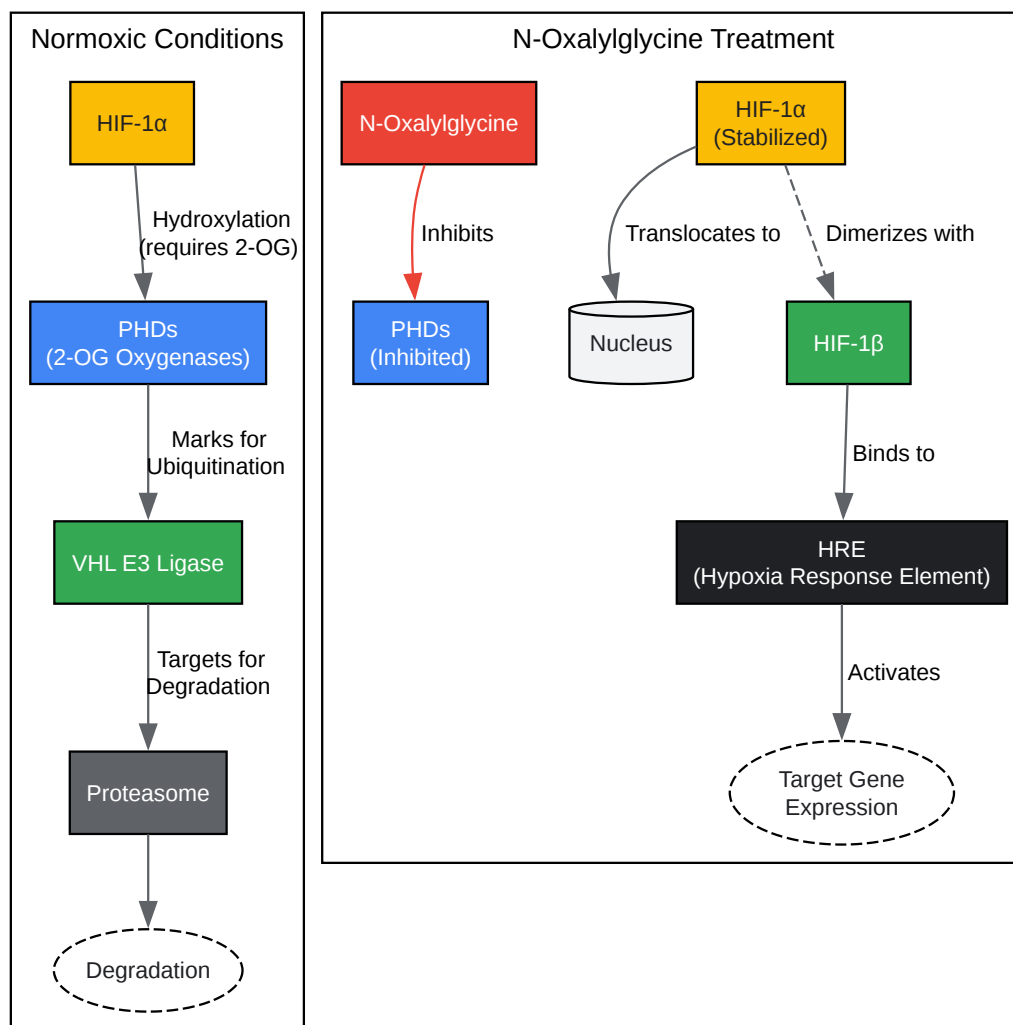 Normoxic Conditions
HIF-1α
Hydroxylation
(requires 2-OG)
PHDs
(2-OG Oxygenases)
Marks for
Ubiquitination
VHL E3 Ligase
Targets for
Degradation
Proteasome
Degradation
N-Oxalylglycine Treatment
N-Oxalylglycine
Inhibits
PHDs
(Inhibited)
HIF-1α
(Stabilized)
Translocates to
Dimerizes with
Nucleus
HIF-1β
Binds to
HRE
(Hypoxia Response Element)
Activates
Target Gene
Expression